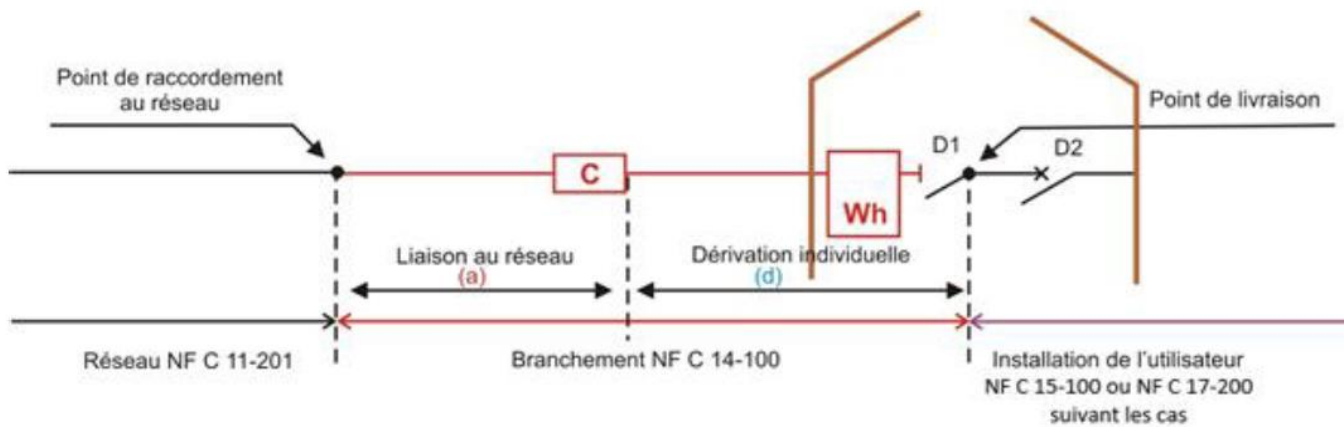 Point de raccordement
au réseau
Point de livraison
D1
D2
C
Wh
Liaison au réseau
(a)
Dérivation individuelle
(d)
Réseau NF C 11-201
Branchement NF C 14-100
Installation de l'utilisateur
NF C 15-100 ou NF C 17-200
suivant les cas